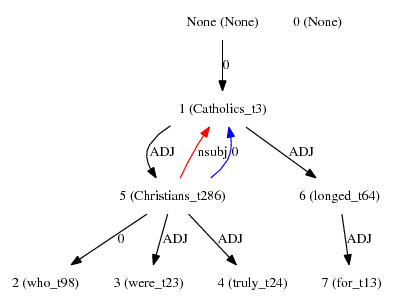 None (None) 0 (None)
0
1 (Catholics_t3)
ADJ nsubj 0 ADJ
5 (Christians_t286) 6 (longed_t64)
0 ADJ ADJ ADJ
2 (who_t98) 3 (were_t23) 4 (truly_t24) 7 (for_t13)